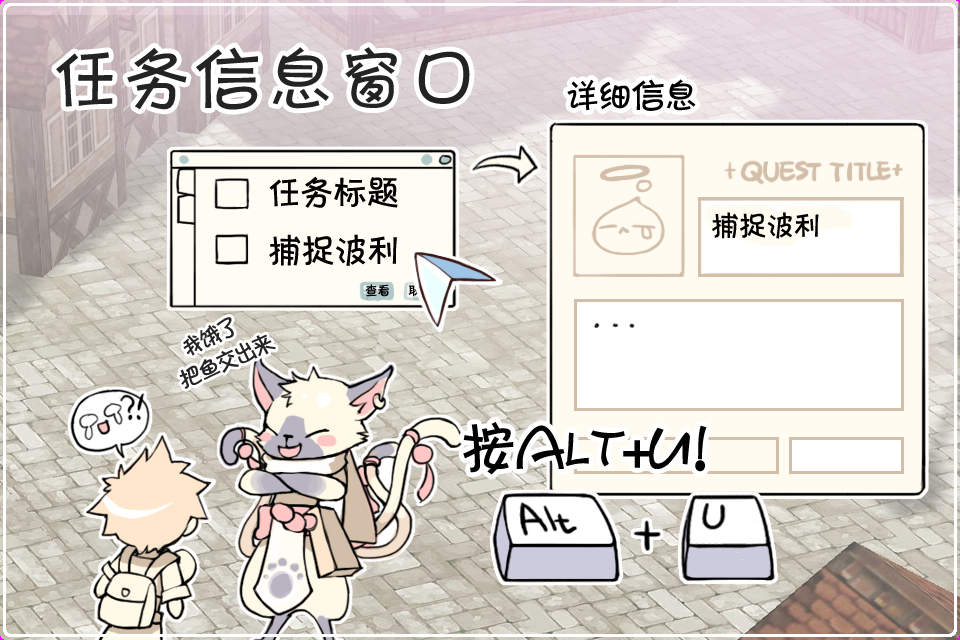 任务信息窗口
详细信息
任务标题
捕捉波利
查看
+QUEST TITLE+
捕捉波利
...
我饿了
把鱼交出来
?!
按ALT+U!
Alt + U